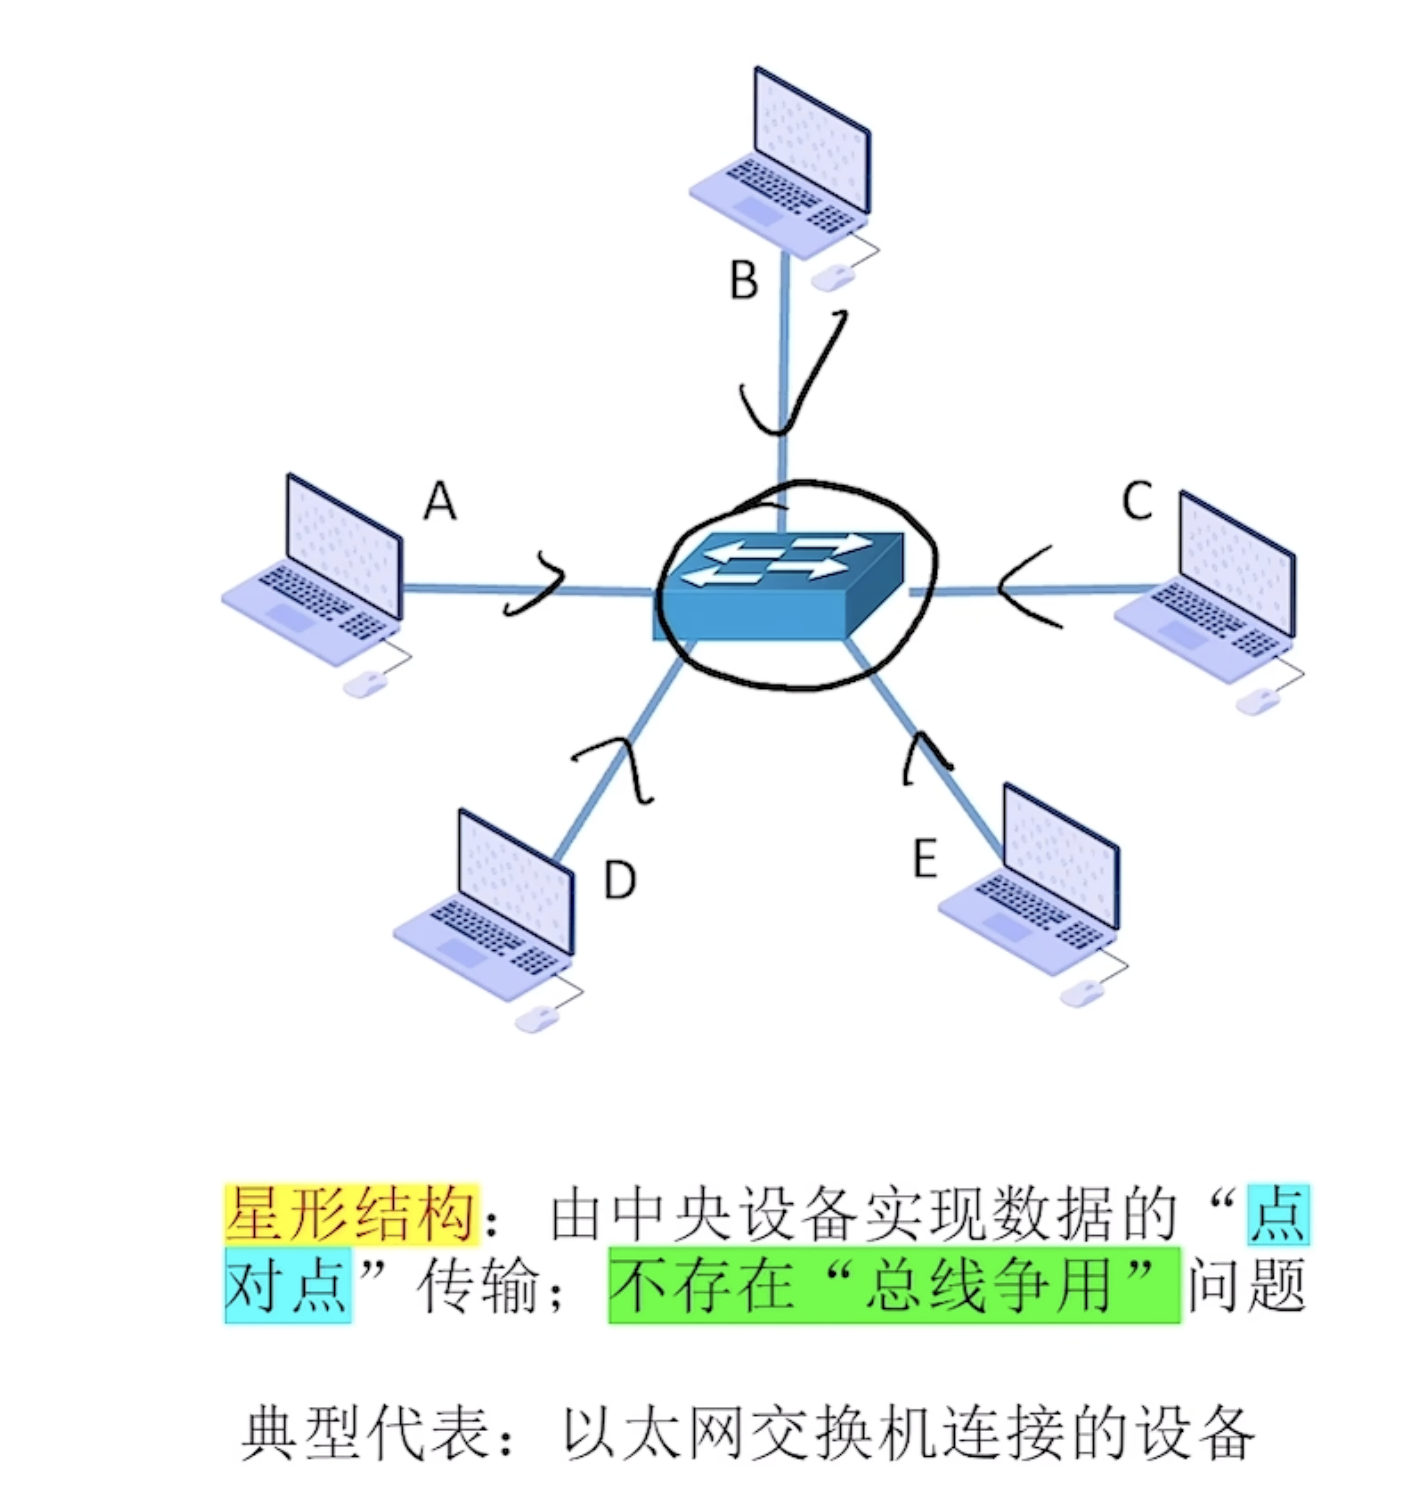 B
A
C
D
E
星形结构：由中央设备实现数据的“点
对点”传输；不存在“总线争用”问题
典型代表：以太网交换机连接的设备